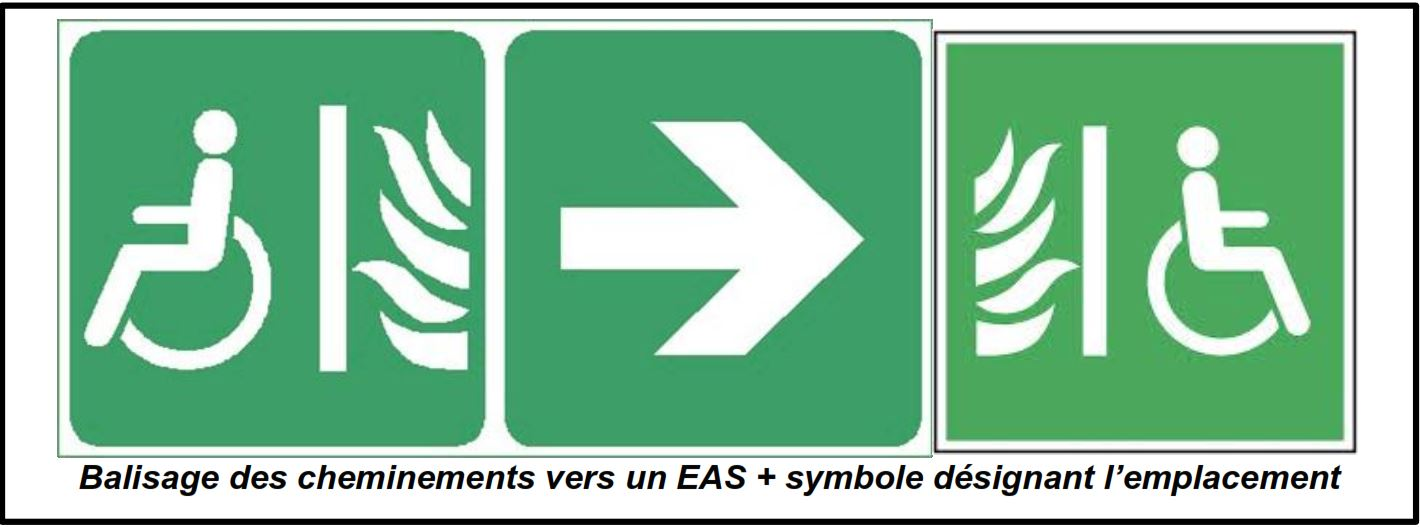 Balisage des cheminements vers un EAS + symbole désignant l’emplacement